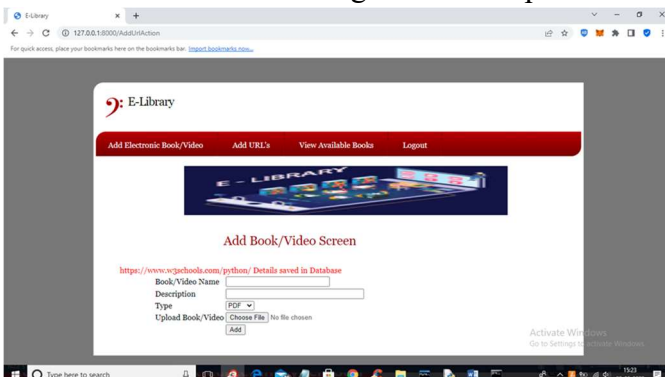 E-Library
127.0.0.1:8000/AddUrlAction
For quick access, place your bookmarks here on the bookmarks bar. Import bookmarks now...
E-Library
Add Electronic Book/Video Add URL's View Available Books Logout
E - LIBRARY
Add Book/Video Screen
https://www.w3schools.com/python/ Details saved in Database
Book/Video Name
Description
Type PDF
Upload Book/Video Choose File No file chosen
Add
Activate Windows
Go to Settings to activate Windows.
Type here to search
15:23